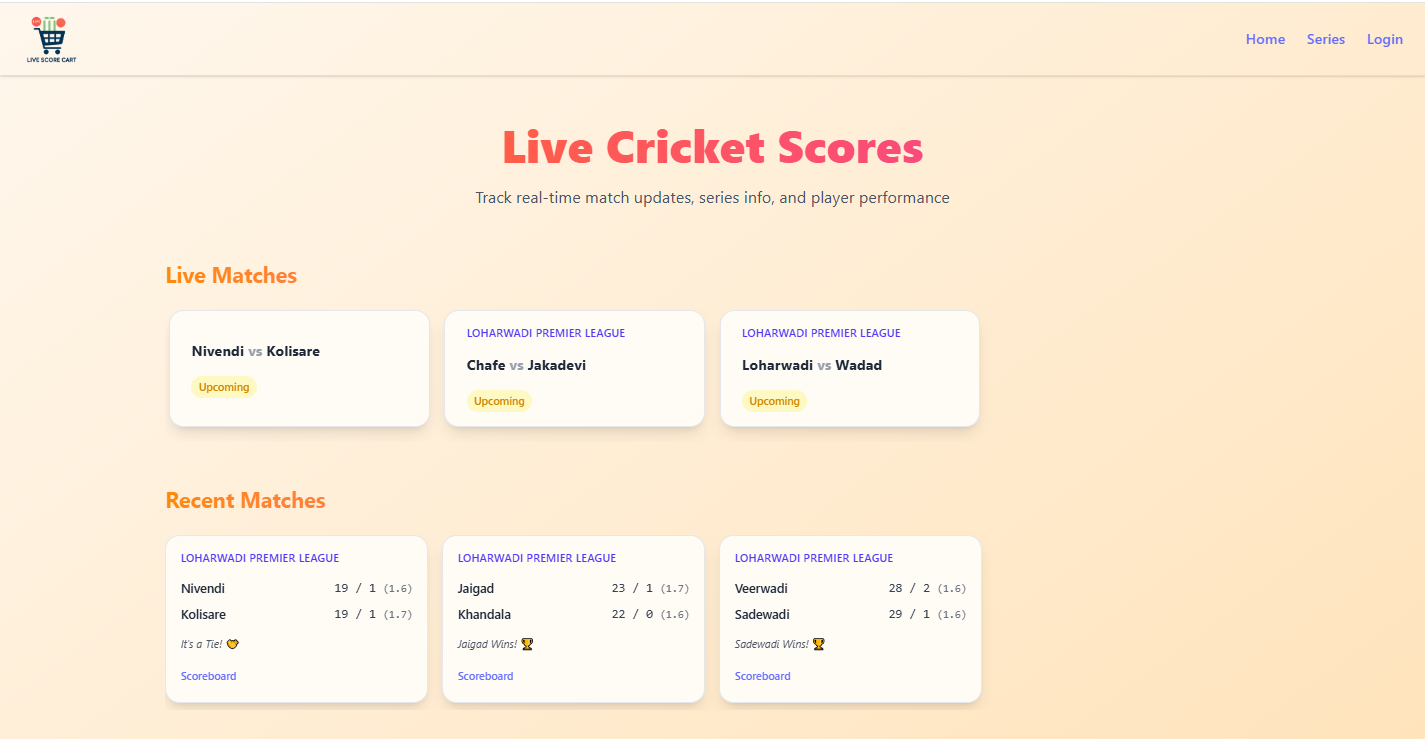 LIVE SCORE CART
Home Series Login
Live Cricket Scores
Track real-time match updates, series info, and player performance
Live Matches
Nivendi vs Kolisare
Upcoming
LOHARWADI PREMIER LEAGUE
Chafe vs Jakadevi
Upcoming
LOHARWADI PREMIER LEAGUE
Loharwadi vs Wadad
Upcoming
Recent Matches
LOHARWADI PREMIER LEAGUE
Nivendi 19 / 1 (1.6)
Kolisare 19 / 1 (1.7)
It's a Tie! 🤝
Scoreboard
LOHARWADI PREMIER LEAGUE
Jaigad 23 / 1 (1.7)
Khandala 22 / 0 (1.6)
Jaigad Wins! 🏆
Scoreboard
LOHARWADI PREMIER LEAGUE
Veerwadi 28 / 2 (1.6)
Sadewadi 29 / 1 (1.6)
Sadewadi Wins! 🏆
Scoreboard